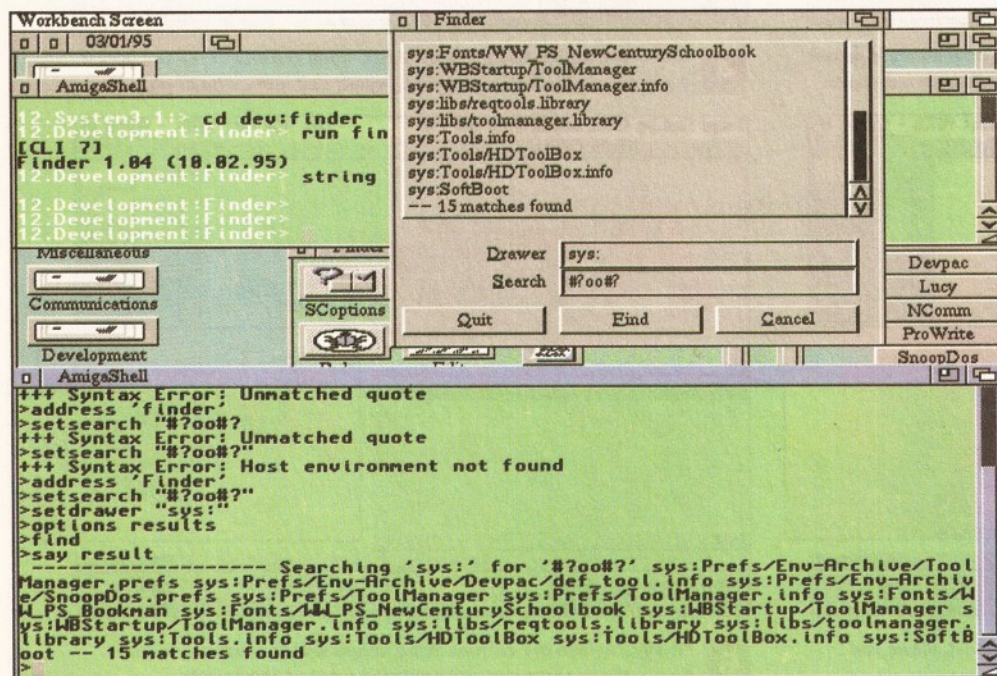 Workbench Screen
03/01/95
AmigaShell
12.System3.1:> cd dev:finder
12.Development:Finder> run fin
[CLI 7]
Finder 1.04 (10.02.95)
12.Development:Finder> string
12.Development:Finder>
12.Development:Finder>
12.Development:Finder>
Finder
sys:Fonts/WW_PS_NewCenturySchoolbook
sys:WBStartup/ToolManager
sys:WBStartup/ToolManager.info
sys:libs/reqtools.library
sys:libs/toolmanager.library
sys:Tools.info
sys:Tools/HDToolBox
sys:Tools/HDToolBox.info
sys:SoftBoot
-- 15 matches found
Drawer sys:
Search #?oo#?
Quit Find Cancel
Miscellaneous
Communications
Development
SCoptions
Devpac
Lucy
NComm
ProWrite
SnoopDos
AmigaShell
+++ Syntax Error: Unmatched quote
>address 'finder'
>setsearch "#?oo#?
+++ Syntax Error: Unmatched quote
>setsearch "#?oo#?"
+++ Syntax Error: Host environment not found
>address 'Finder'
>setsearch "#?oo#?"
>setdrawer "sys:"
>options results
>find
>say result
------------------- Searching 'sys:' for '#?oo#?' sys:Prefs/Env-Archive/Tool
Manager.prefs sys:Prefs/Env-Archive/Devpac/def_tool.info sys:Prefs/Env-Archiv
e/SnoopDos.prefs sys:Prefs/ToolManager sys:Prefs/ToolManager.info sys:Fonts/W
W_PS_Bookman sys:Fonts/WW_PS_NewCenturySchoolbook sys:WBStartup/ToolManager s
ys:WBStartup/ToolManager.info sys:libs/reqtools.library sys:libs/toolmanager.
library sys:Tools.info sys:Tools/HDToolBox sys:Tools/HDToolBox.info sys:SoftB
oot -- 15 matches found
>